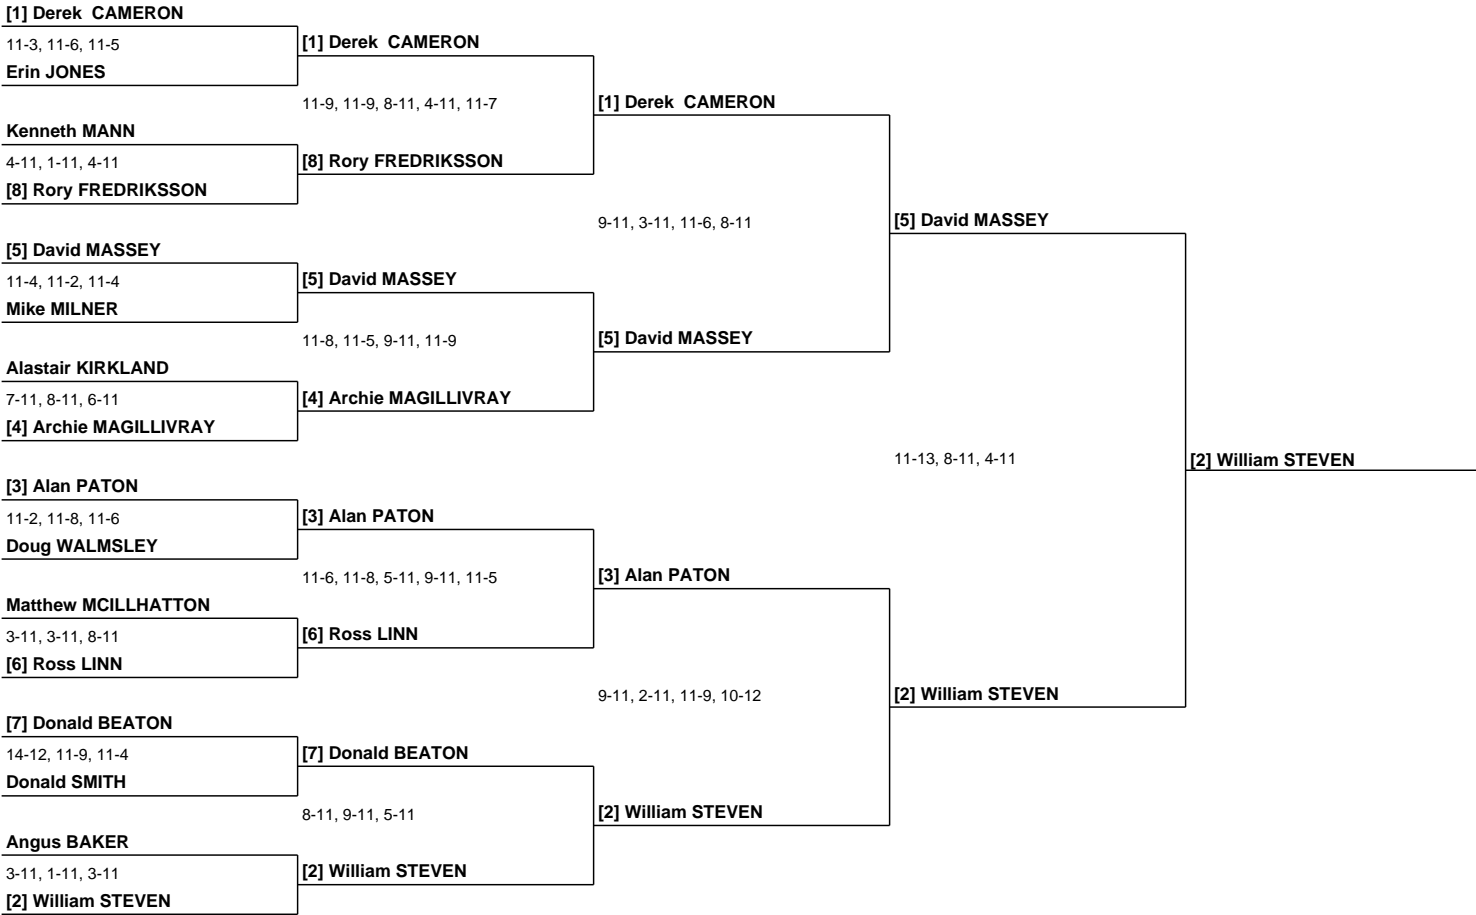 [1] Derek  CAMERON
11-3, 11-6, 11-5
Erin JONES
Kenneth MANN
4-11, 1-11, 4-11
[8] Rory FREDRIKSSON
[5] David MASSEY
11-4, 11-2, 11-4
Mike MILNER
Alastair KIRKLAND
7-11, 8-11, 6-11
[4] Archie MAGILLIVRAY
[3] Alan PATON
11-2, 11-8, 11-6
Doug WALMSLEY
Matthew MCILLHATTON
3-11, 3-11, 8-11
[6] Ross LINN
[7] Donald BEATON
14-12, 11-9, 11-4
Donald SMITH
Angus BAKER
3-11, 1-11, 3-11
[2] William STEVEN
[1] Derek  CAMERON
11-9, 11-9, 8-11, 4-11, 11-7
[8] Rory FREDRIKSSON
[5] David MASSEY
11-8, 11-5, 9-11, 11-9
[4] Archie MAGILLIVRAY
[3] Alan PATON
11-6, 11-8, 5-11, 9-11, 11-5
[6] Ross LINN
[7] Donald BEATON
8-11, 9-11, 5-11
[2] William STEVEN
[1] Derek  CAMERON
9-11, 3-11, 11-6, 8-11
[5] David MASSEY
[3] Alan PATON
9-11, 2-11, 11-9, 10-12
[2] William STEVEN
[5] David MASSEY
11-13, 8-11, 4-11
[2] William STEVEN
[2] William STEVEN